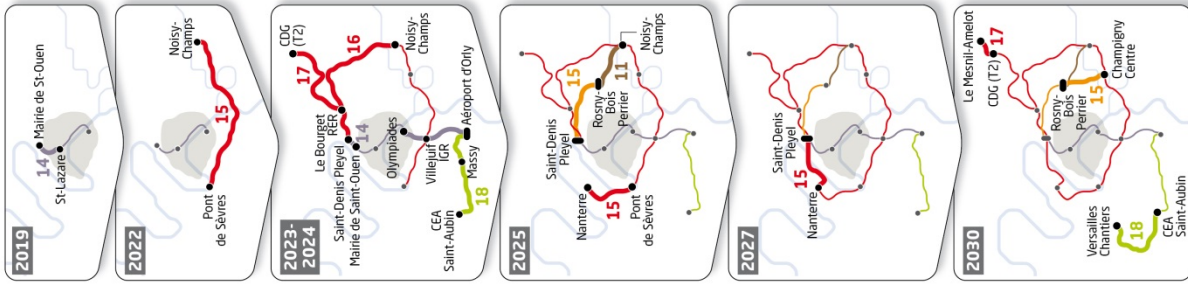 2019
14
St-Lazare
Mairie de St-Ouen
2022
Pont
de Sèvres
15
Noisy-Champs
2023-
2024
CDG
(T2)
17
16
Le Bourget
RER
Noisy-
Champs
Saint-Denis Pleyel
Mairie de Saint-Ouen
14
Olympiades
Villejuif
IGR
Aéroport d'Orly
Massy
18
CEA
Saint-Aubin
2025
Saint-Denis
Pleyel
15
Rosny-
Bois
Perrier
11
Noisy-
Champs
Nanterre
15
Pont
de Sèvres
2027
Saint-Denis
Pleyel
15
Nanterre
2030
Le Mesnil-Amelot
17
CDG (T2)
Rosny-
Bois
Perrier
15
Champigny
Centre
Versailles
Chantiers
18
CEA
Saint-Aubin